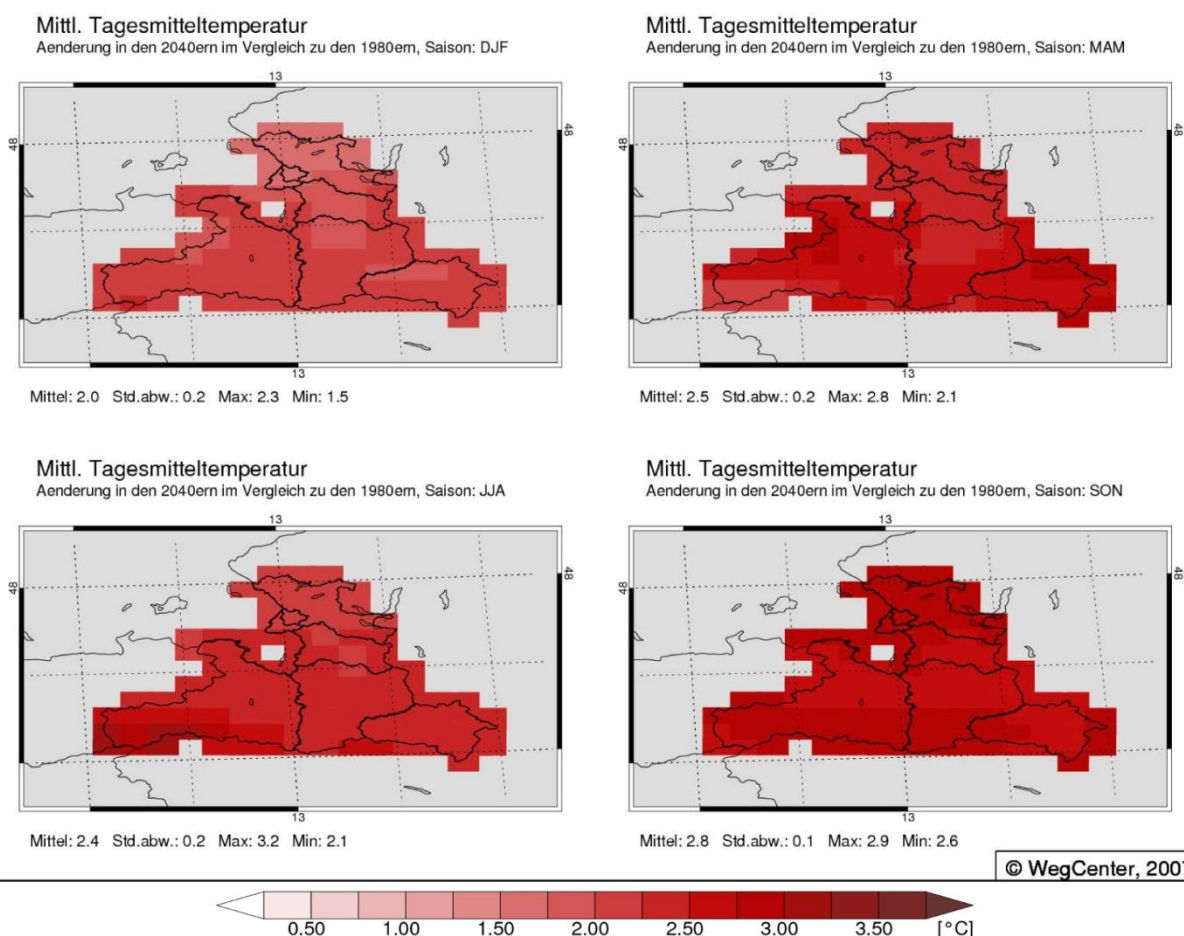 Mittl. Tagesmitteltemperatur
Aenderung in den 2040ern im Vergleich zu den 1980ern, Saison: DJF
13
48
48
13
Mittel: 2.0 Std.abw.: 0.2 Max: 2.3 Min: 1.5
Mittl. Tagesmitteltemperatur
Aenderung in den 2040ern im Vergleich zu den 1980ern, Saison: MAM
13
48
48
13
Mittel: 2.5 Std.abw.: 0.2 Max: 2.8 Min: 2.1
Mittl. Tagesmitteltemperatur
Aenderung in den 2040ern im Vergleich zu den 1980ern, Saison: JJA
13
48
48
13
Mittel: 2.4 Std.abw.: 0.2 Max: 3.2 Min: 2.1
Mittl. Tagesmitteltemperatur
Aenderung in den 2040ern im Vergleich zu den 1980ern, Saison: SON
13
48
48
13
Mittel: 2.8 Std.abw.: 0.1 Max: 2.9 Min: 2.6
© WegCenter, 2007
0.50 1.00 1.50 2.00 2.50 3.00 3.50 [°C]